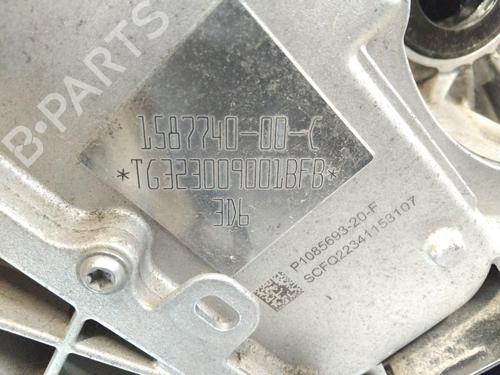 B-PARTS
1587740-00-C
*TG323009001BFB*
3D6
P1085693-20-F
SCFQ22341153107